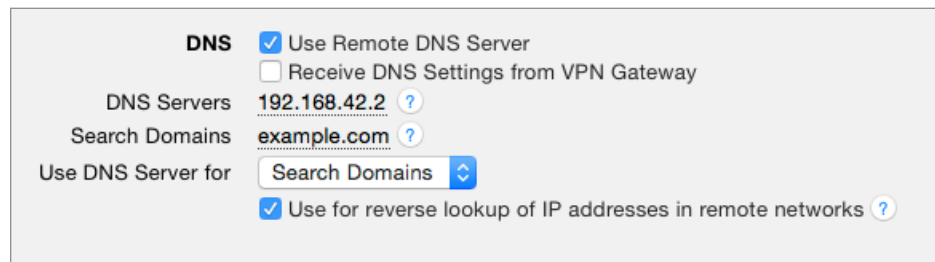 DNS Use Remote DNS Server
Receive DNS Settings from VPN Gateway
DNS Servers 192.168.42.2 ?
Search Domains example.com ?
Use DNS Server for Search Domains
Use for reverse lookup of IP addresses in remote networks ?